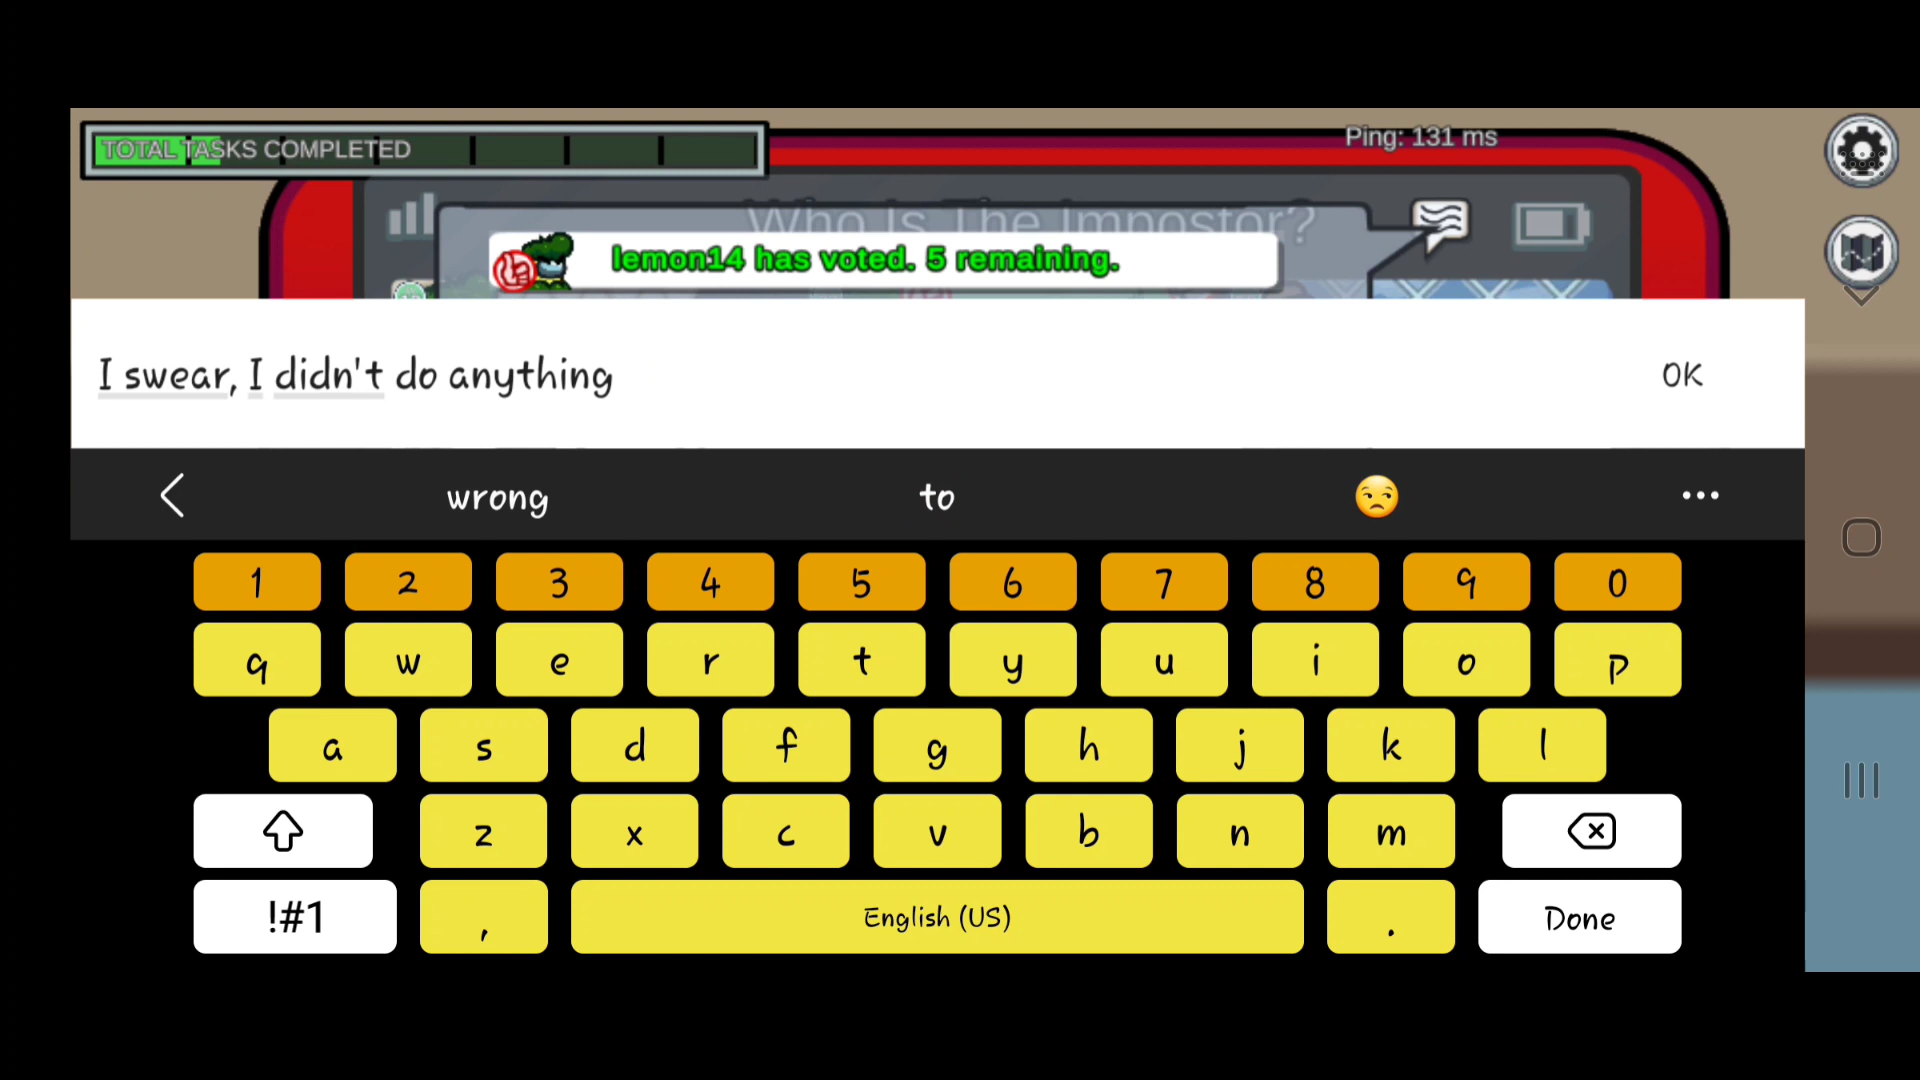 TOTAL TASKS COMPLETED
Ping: 131 ms
Who Is The Impostor?
lemon14 has voted. 5 remaining.
I swear, I didn't do anything
OK
wrong to 😒
1 2 3 4 5 6 7 8 9 0
q w e r t y u i o p
a s d f g h j k l
z x c v b n m
!#1 , English (US) . Done